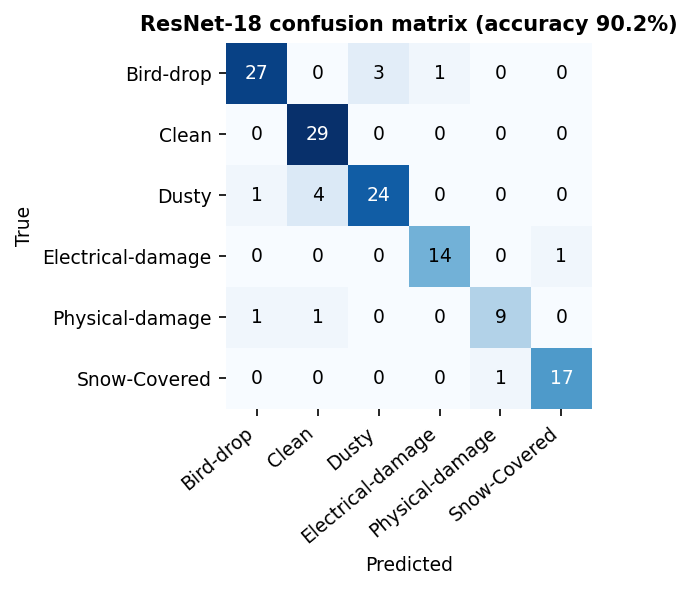 ResNet-18 confusion matrix (accuracy 90.2%)
Bird-drop 27 0 3 1 0 0
Clean 0 29 0 0 0 0
Dusty 1 4 24 0 0 0
Electrical-damage 0 0 0 14 0 1
Physical-damage 1 1 0 0 9 0
Snow-Covered 0 0 0 0 1 17
True
Bird-drop Clean Dusty Electrical-damage Physical-damage Snow-Covered
Predicted